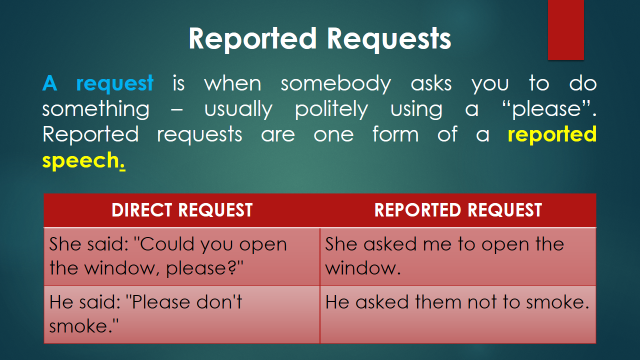 Reported Requests
A request is when somebody asks you to do
something – usually politely using a “please”.
Reported requests are one form of a reported
speech.
DIRECT REQUEST
REPORTED REQUEST
She said: "Could you open
the window, please?"
She asked me to open the
window.
He said: "Please don't
smoke."
He asked them not to smoke.